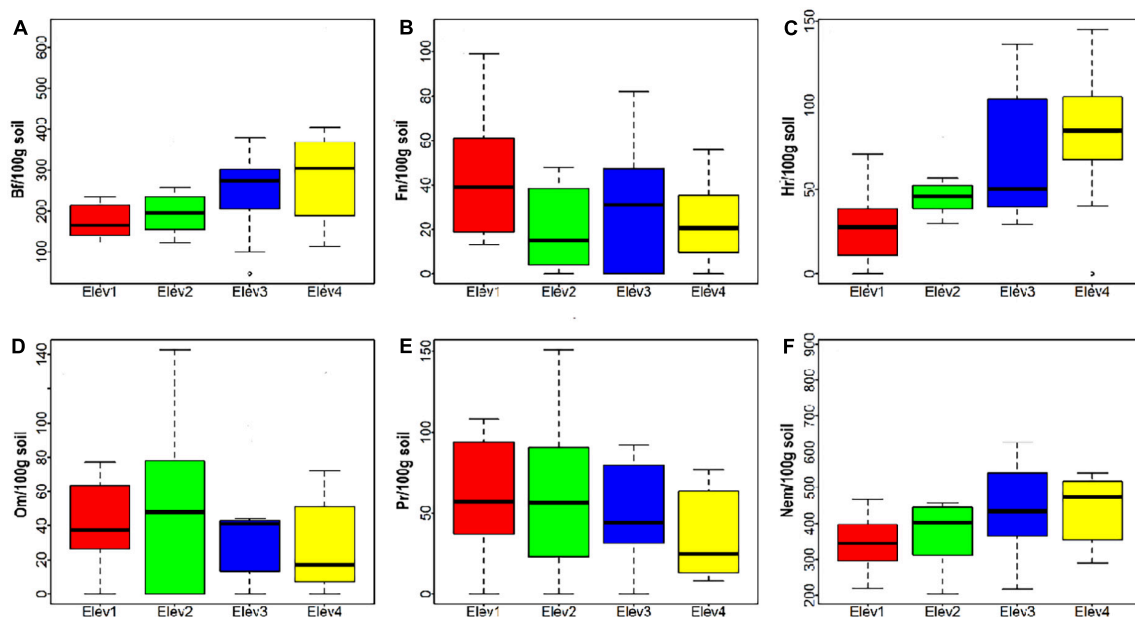 A
Bf/100g soil
600
500
400
300
200
100
Elev1 Elev2 Elev3 Elev4
B
Fn/100g soil
100
80
60
40
20
0
Elev1 Elev2 Elev3 Elev4
C
Hr/100g soil
150
100
50
0
Elev1 Elev2 Elev3 Elev4
D
Om/100g soil
140
100
80
60
40
20
0
Elev1 Elev2 Elev3 Elev4
E
Pr/100g soil
150
100
50
0
Elev1 Elev2 Elev3 Elev4
F
Nem/100g soil
900
800
700
600
500
400
300
200
Elev1 Elev2 Elev3 Elev4